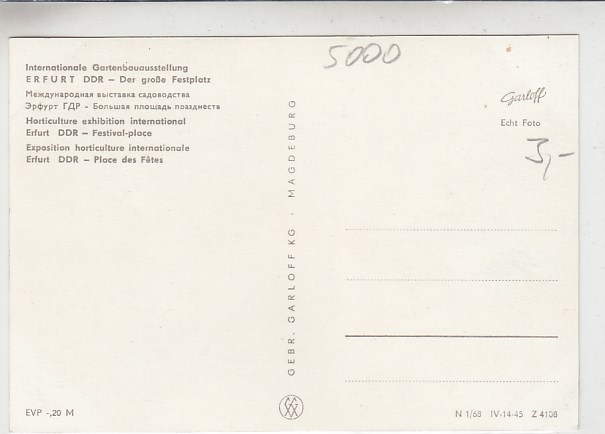 5000
Internationale Gartenbauausstellung
ERFURT DDR – Der große Festplatz
Международная выставка садоводства
Эрфурт ГДР - Большая площадь празднеств
Horticulture exhibition international
Erfurt DDR – Festival-place
Exposition horticulture internationale
Erfurt DDR – Place des Fêtes
GEBR. GARLOFF KG · MAGDEBURG
Garloff
Echt Foto
3,-
EVP -,20 M
N 1/68 IV-14-45 Z 4108